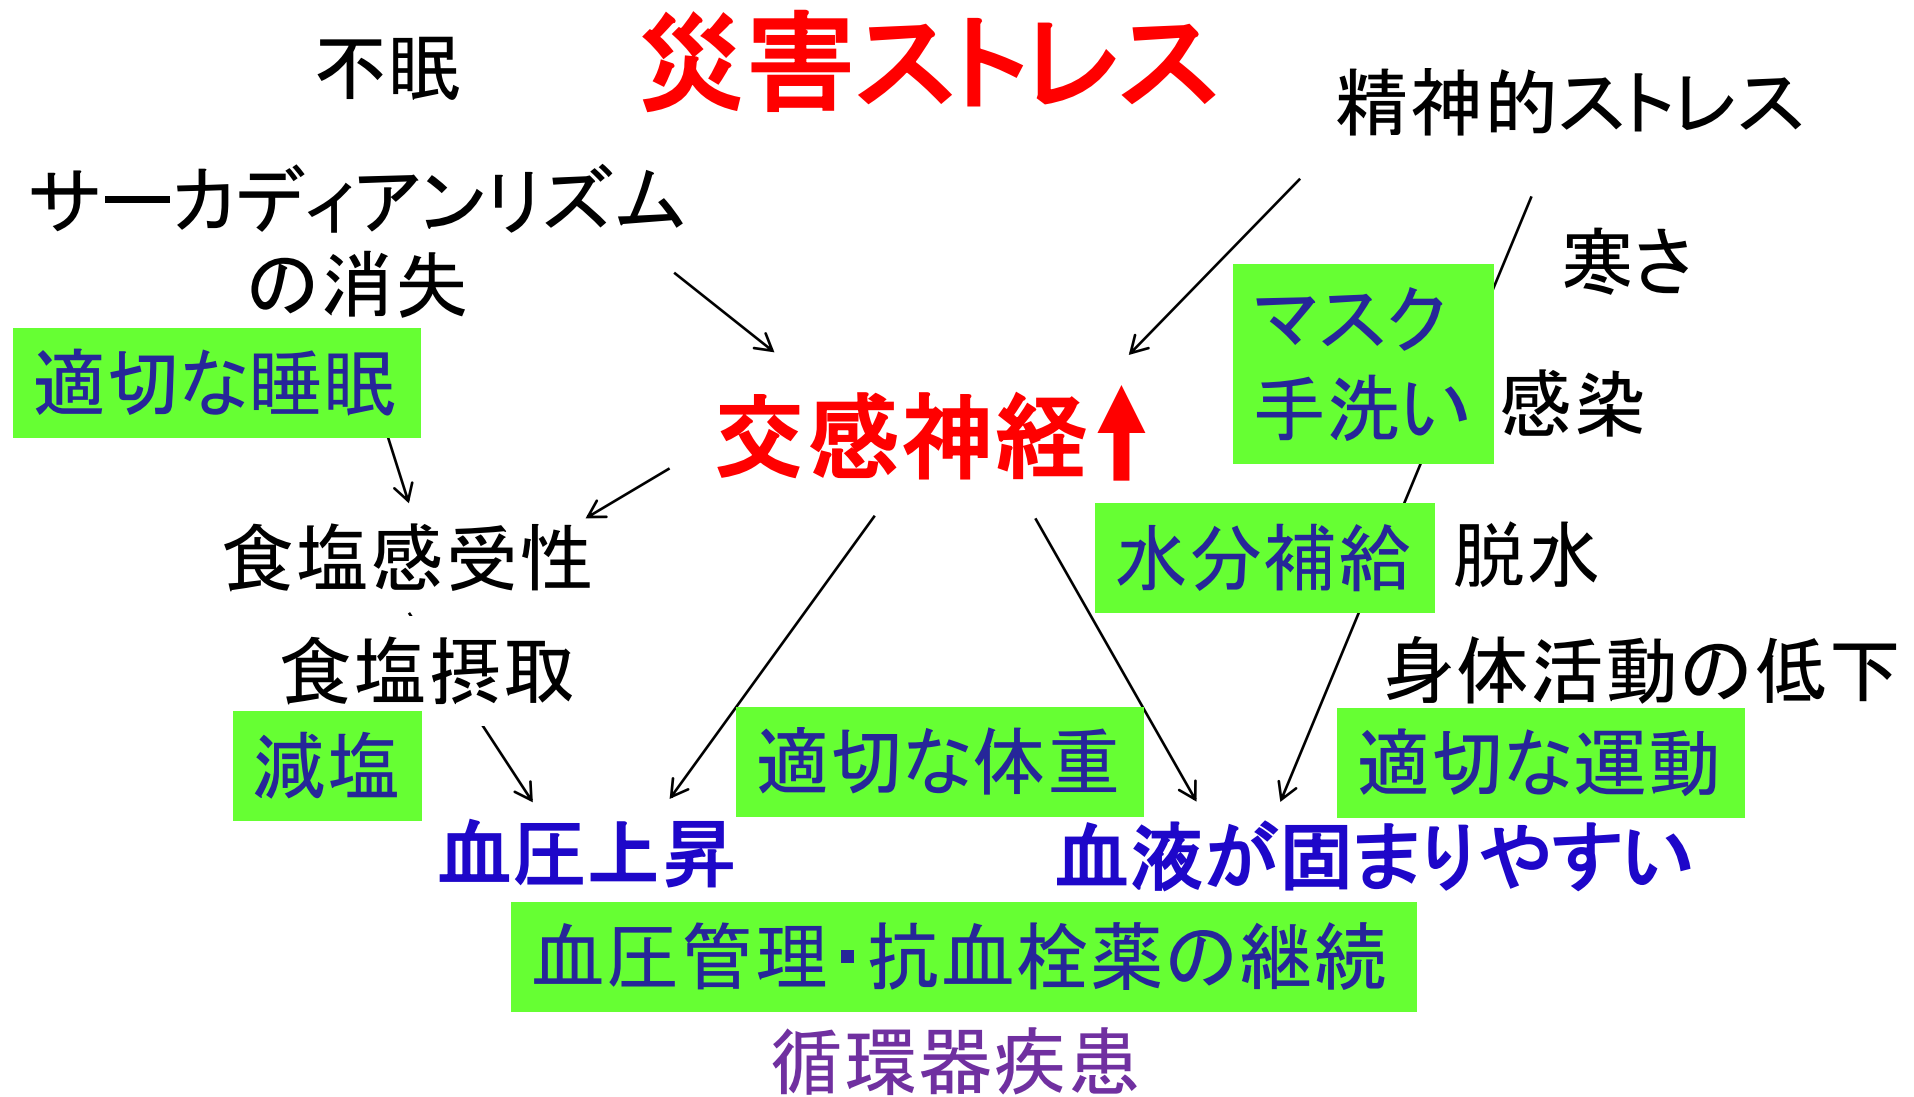 災害ストレス
不眠
精神的ストレス
サーカディアンリズム
の消失
寒さ
マスク
手洗い
適切な睡眠
感染
交感神経⬆
食塩感受性
水分補給
脱水
食塩摂取
身体活動の低下
減塩
適切な体重
適切な運動
血圧上昇
血液が固まりやすい
血圧管理・抗血栓薬の継続
循環器疾患